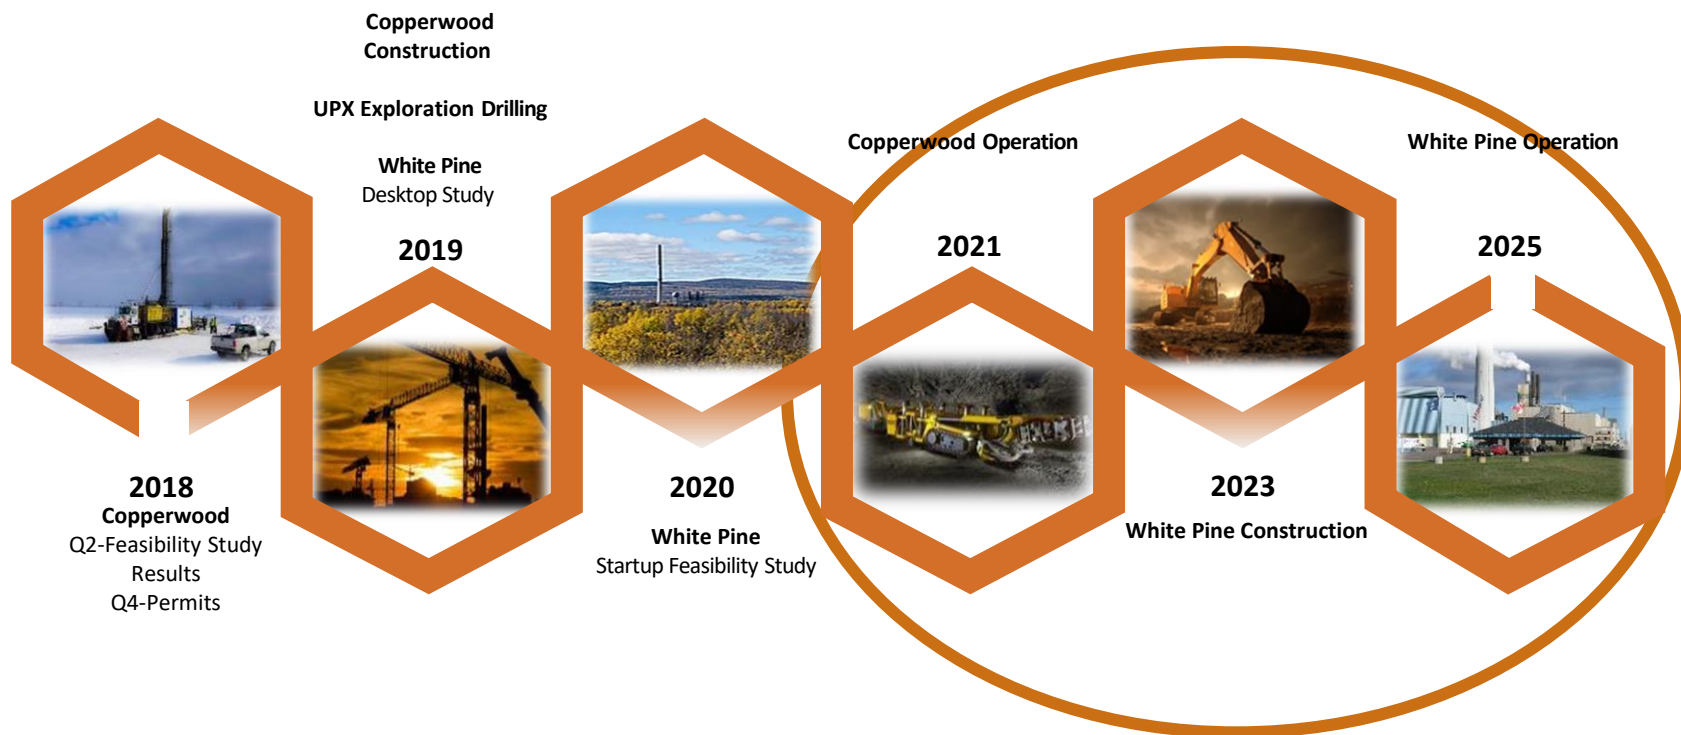 Copperwood
Construction
UPX Exploration Drilling
White Pine
Desktop Study
2019
Copperwood Operation
2021
White Pine Operation
2025
2018
Copperwood
Q2-Feasibility Study
Results
Q4-Permits
2020
White Pine
Startup Feasibility Study
2023
White Pine Construction